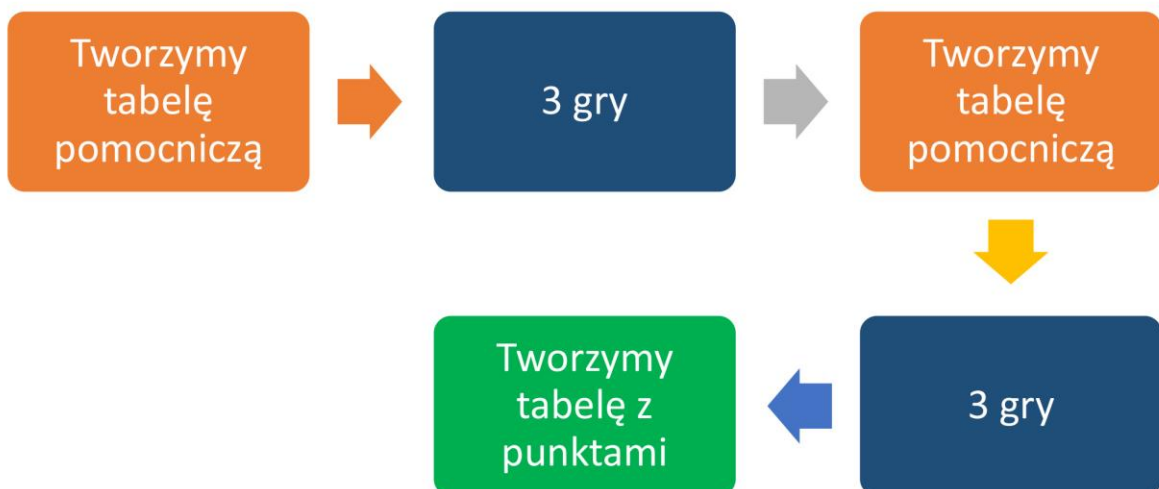 Tworzymy
tabelę
pomocniczą
3 gry
Tworzymy
tabelę
pomocniczą
3 gry
Tworzymy
tabelę z
punktami